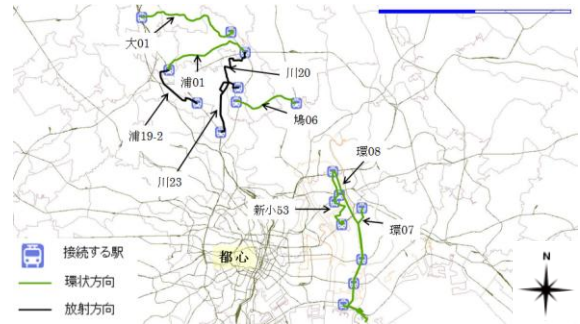 大01
川20
浦01
浦19-2
鳩06
川23
環08
新小53
環07
都心
接続する駅
環状方向
放射方向
N